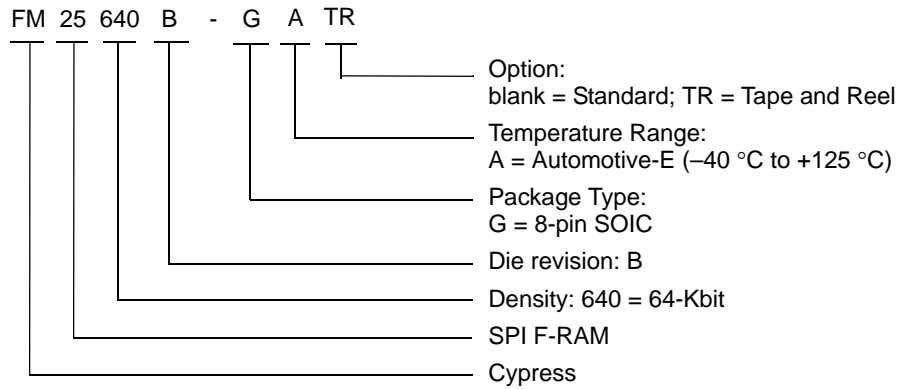 FM 25 640 B - G A TR
Option:
blank = Standard; TR = Tape and Reel
Temperature Range:
A = Automotive-E (–40 °C to +125 °C)
Package Type:
G = 8-pin SOIC
Die revision: B
Density: 640 = 64-Kbit
SPI F-RAM
Cypress